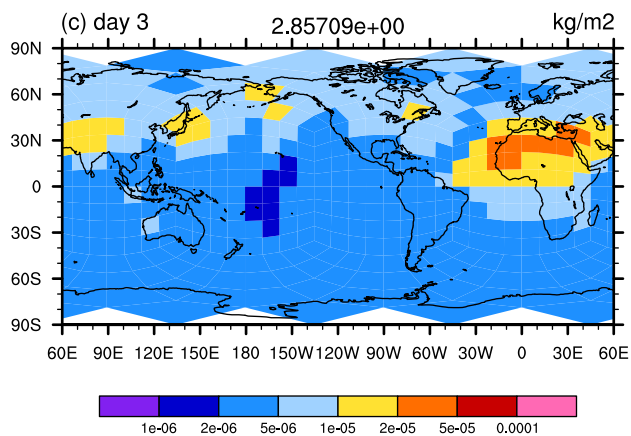 (c) day 3 2.85709e+00 kg/m2
90N
60N
30N
0
30S
60S
90S
60E 90E 120E 150E 180 150W 120W 90W 60W 30W 0 30E 60E
1e-06 2e-06 5e-06 1e-05 2e-05 5e-05 0.0001